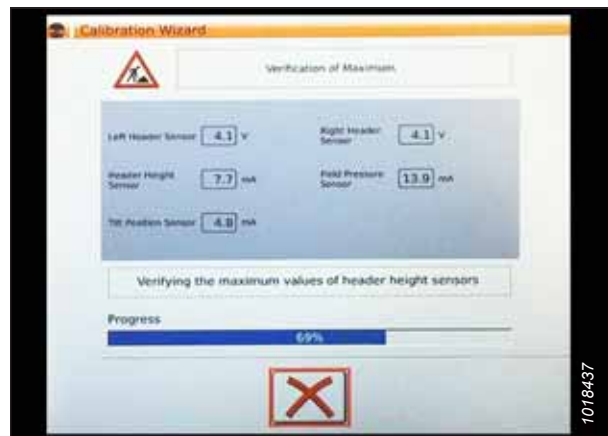 Calibration Wizard
Verification of Maximum
Left Header Sensor 4.1 V
Right Header Sensor 4.1 V
Header Height Sensor 7.7 mA
Field Pressure Sensor 13.9 mA
Tilt Position Sensor 4.8 mA
Verifying the maximum values of header height sensors
Progress
69%
1018437